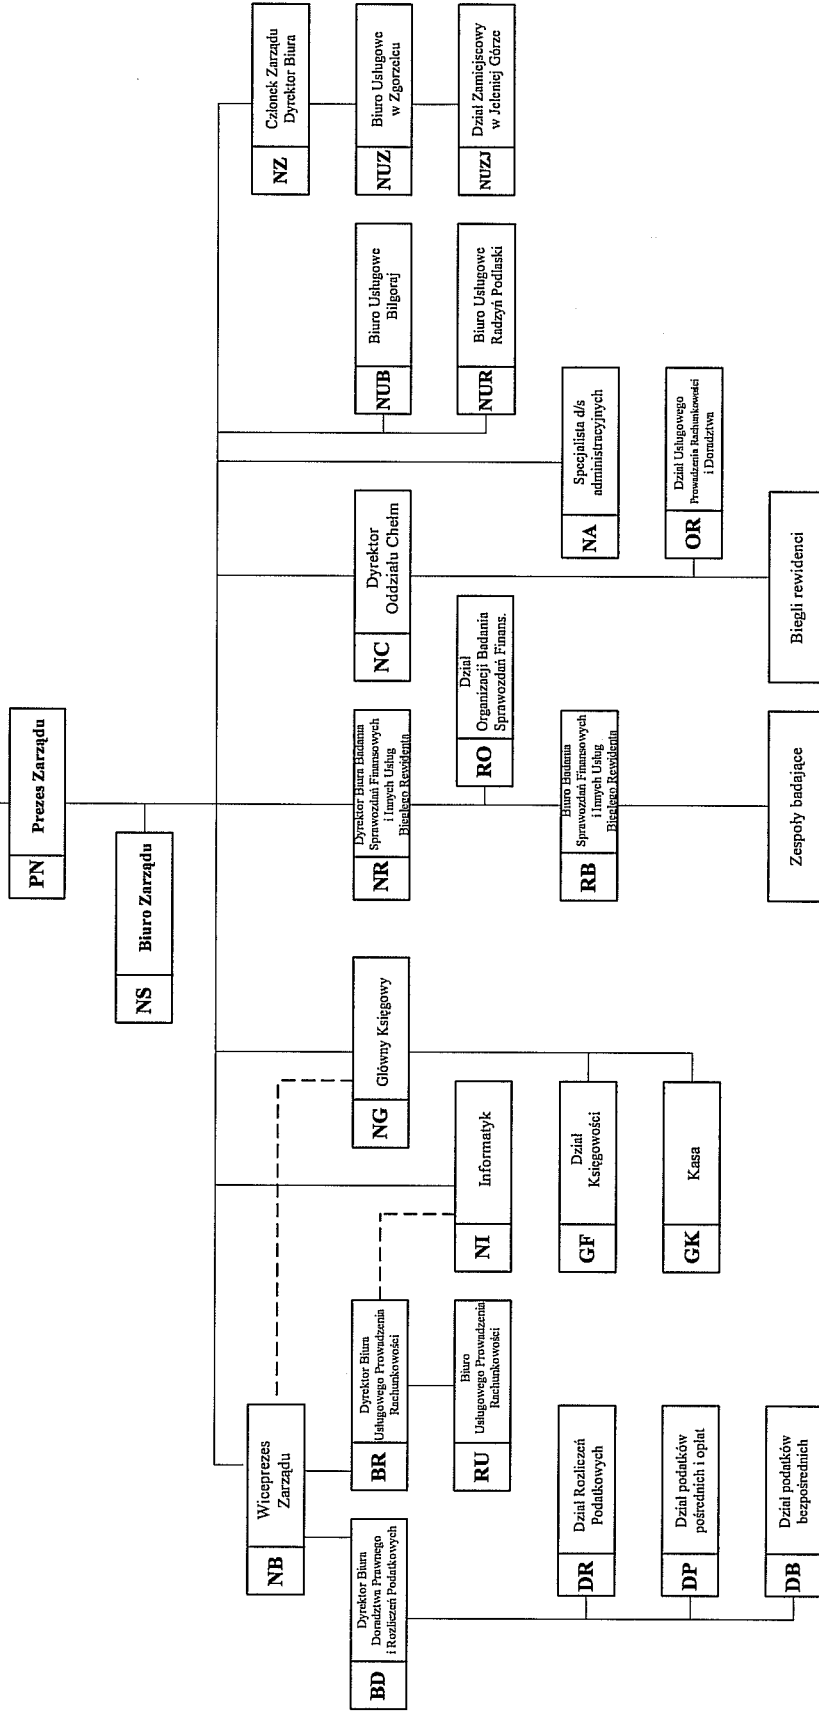 PN
Prezes Zarządu
NS
Biuro Zarządu
NB
Wiceprezes
Zarządu
BD
Dyrektor Biura
Doradztwa Prawnego
i Rozliczeń Podatkowych
DR
Dział Rozliczeń
Podatkowych
DP
Dział podatków
pośrednich i opłat
DB
Dział podatków
bezpośrednich
BR
Dyrektor Biura
Usługowego Prowadzenia
Rachunkowości
RU
Biuro
Usługowego Prowadzenia
Rachunkowości
NI
Informatyk
NG
Główny Księgowy
GF
Dział
Księgowości
GK
Kasa
NR
Dyrektor Biura Badania
Sprawozdań Finansowych
i Innych Usług
Biegłego Rewidenta
RO
Dział
Organizacji Badania
Sprawozdań Finans.
RB
Biuro Badania
Sprawozdań Finansowych
i Innych Usług
Biegłego Rewidenta
Zespoły badające
NC
Dyrektor
Oddziału Chełm
OR
Dział Usługowego
Prowadzenia Rachunkowości
i Doradztwa
Biegli rewidenci
NA
Specjalista d/s
administracyjnych
NUB
Biuro Usługowe
Biłgoraj
NUR
Biuro Usługowe
Radzyń Podlaski
NZ
Członek Zarządu
Dyrektor Biura
NUZ
Biuro Usługowe
w Zgorzelcu
NUZJ
Dział Zamiejscowy
w Jeleniej Górze